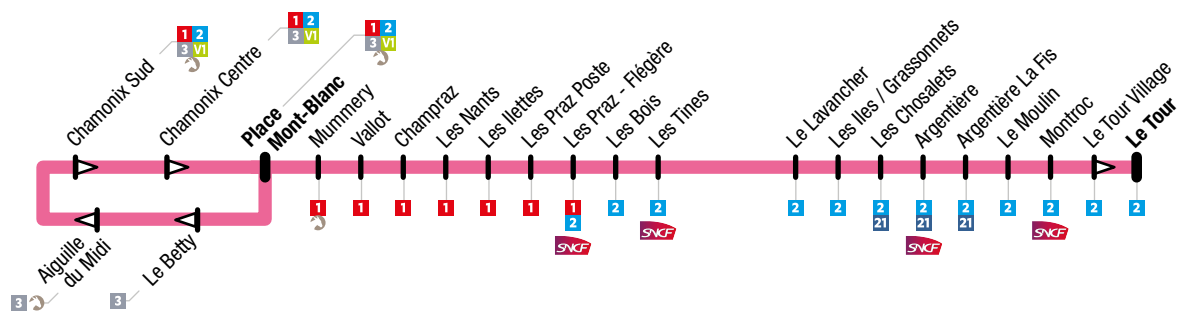 1 2
3 V1
Chamonix Sud
1 2
3 V1
Chamonix Centre
1 2
3 V1
Place
Mont-Blanc
Mummery
Vallot
Champraz
Les Nants
Les Ilettes
Les Praz Poste
Les Praz - Flégère
Les Bois
Les Tines
Le Lavancher
Les Iles / Grassonnets
Les Chosalets
Argentière
Argentière La Fis
Le Moulin
Montroc
Le Tour Village
Le Tour
1
1
1
1
1
1
1
2
SNCF
2
2
SNCF
2
2
2
21
2
21
SNCF
2
21
2
2
SNCF
2
2
Aiguille
du Midi
3
Le Betty
3